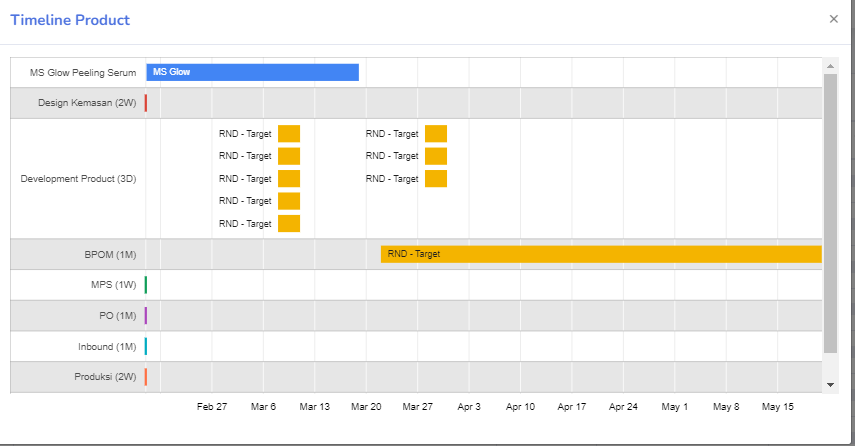 Timeline Product
×
MS Glow Peeling Serum
MS Glow
Design Kemasan (2W)
Development Product (3D)
RND - Target
RND - Target
RND - Target
RND - Target
RND - Target
RND - Target
RND - Target
RND - Target
BPOM (1M)
RND - Target
MPS (1W)
PO (1M)
Inbound (1M)
Produksi (2W)
Feb 27 Mar 6 Mar 13 Mar 20 Mar 27 Apr 3 Apr 10 Apr 17 Apr 24 May 1 May 8 May 15